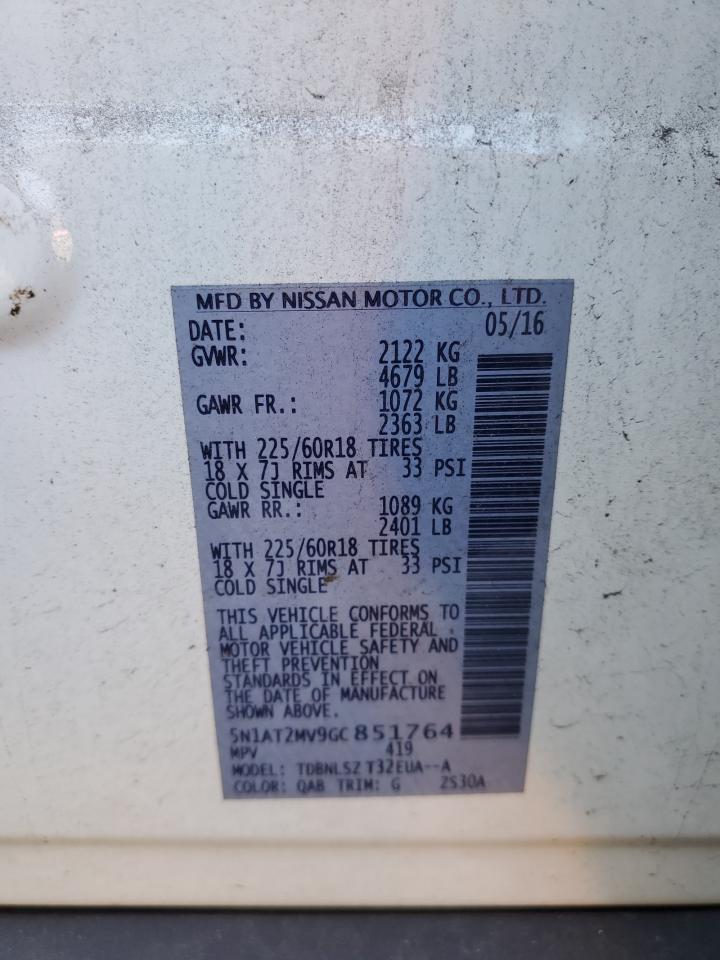 MFD BY NISSAN MOTOR CO., LTD.
DATE: 05/16
GVWR: 2122 KG
4679 LB
GAWR FR.: 1072 KG
2363 LB
WITH 225/60R18 TIRES
18 X 7J RIMS AT 33 PSI
COLD SINGLE
GAWR RR.: 1089 KG
2401 LB
WITH 225/60R18 TIRES
18 X 7J RIMS AT 33 PSI
COLD SINGLE
THIS VEHICLE CONFORMS TO
ALL APPLICABLE FEDERAL
MOTOR VEHICLE SAFETY AND
THEFT PREVENTION
STANDARDS IN EFFECT ON
THE DATE OF MANUFACTURE
SHOWN ABOVE.
5N1AT2MV9GC851764
MPV 419
MODEL: TDBNLSZ T32EUA--A
COLOR: QAB TRIM: G 2S30A